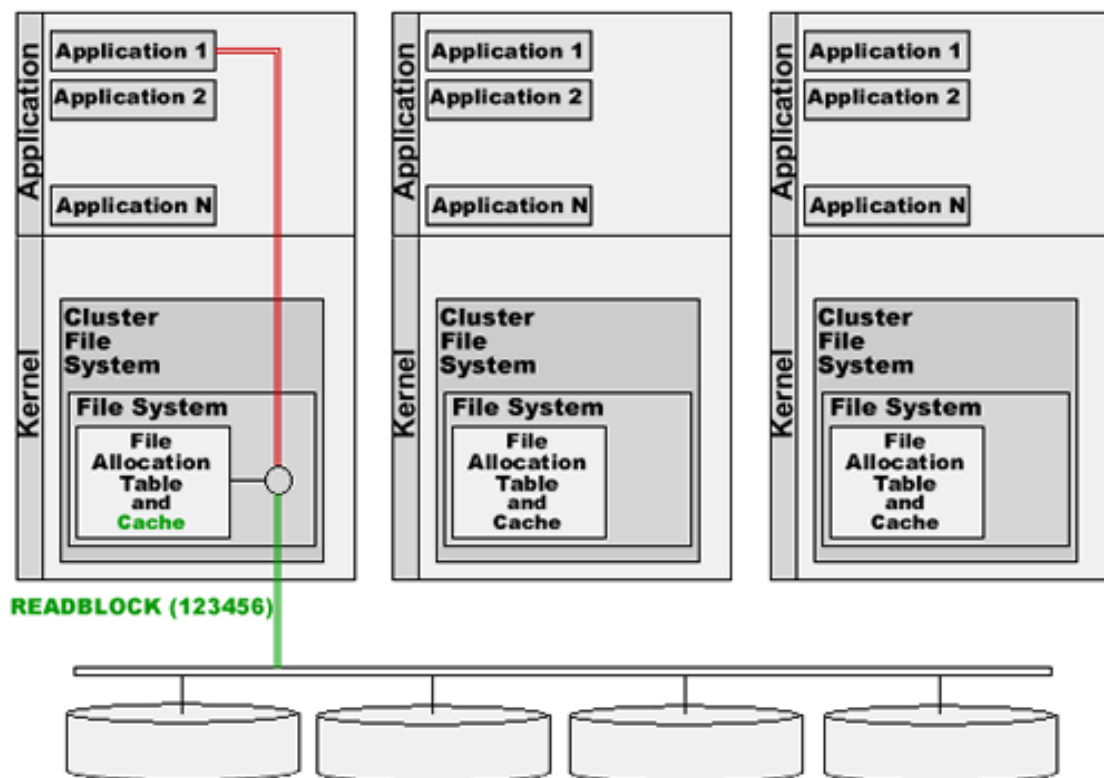 Application
Application 1
Application 2
Application N
Kernel
Cluster
File
System
File System
File
Allocation
Table
and
Cache
READBLOCK (123456)
Application
Application 1
Application 2
Application N
Kernel
Cluster
File
System
File System
File
Allocation
Table
and
Cache
Application
Application 1
Application 2
Application N
Kernel
Cluster
File
System
File System
File
Allocation
Table
and
Cache